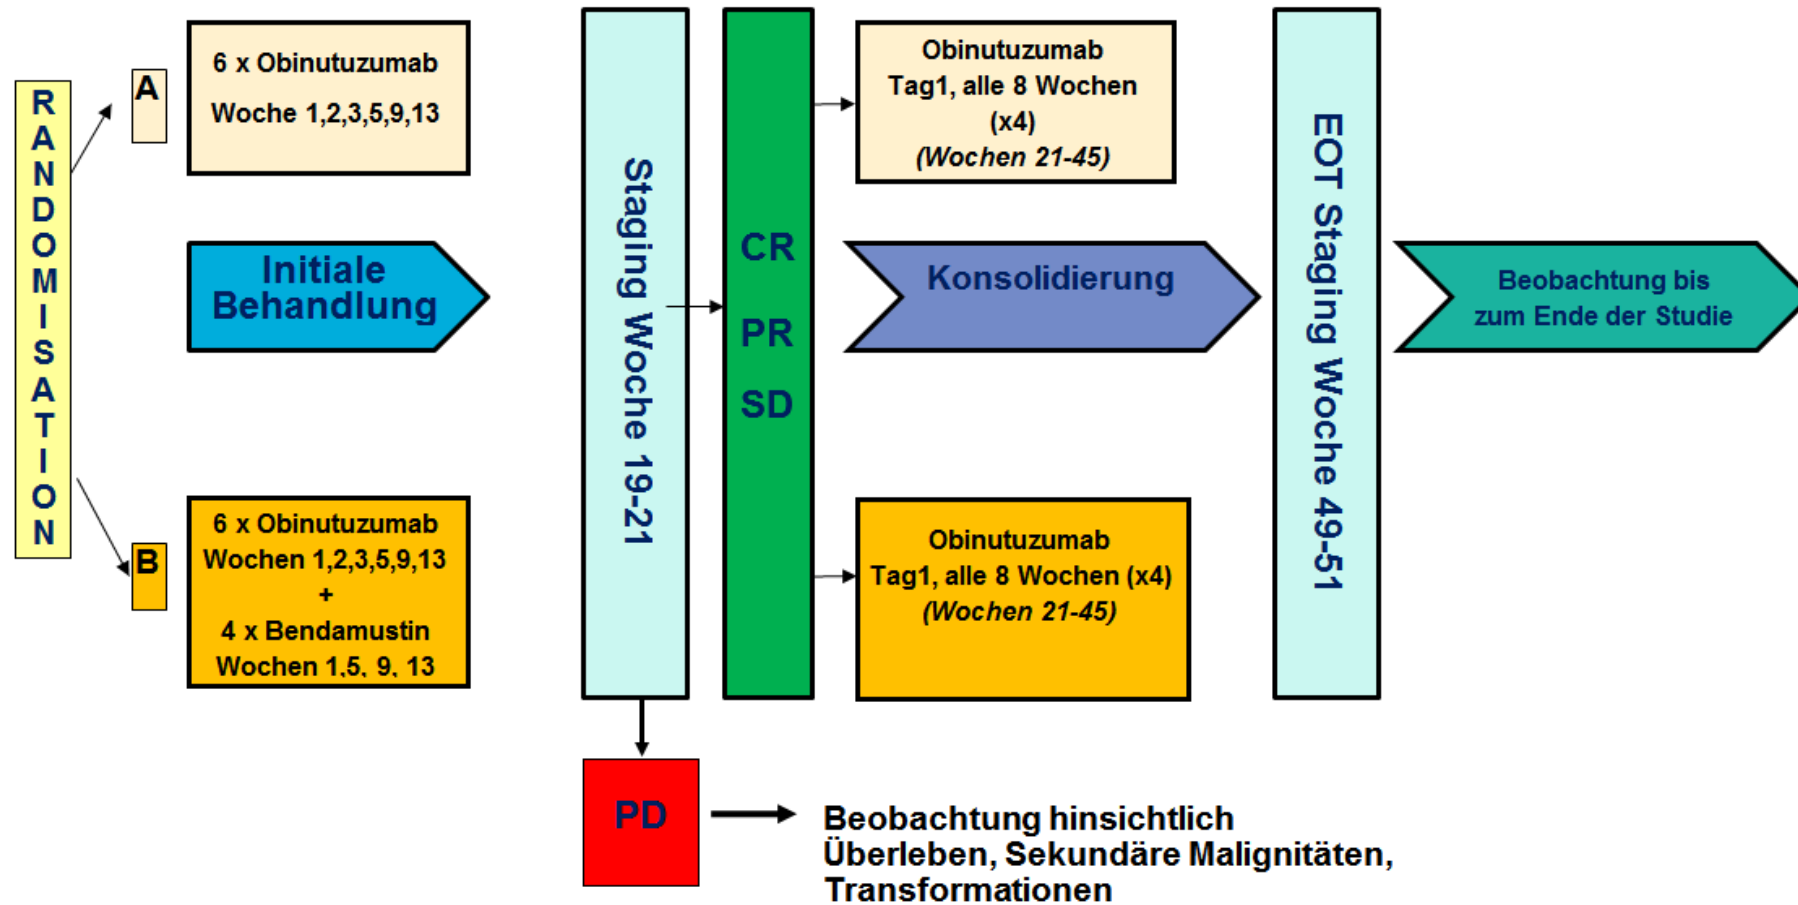 RANDOMISATION
A
6 x Obinutuzumab
Woche 1,2,3,5,9,13
Initiale
Behandlung
B
6 x Obinutuzumab
Wochen 1,2,3,5,9,13
+
4 x Bendamustin
Wochen 1,5, 9, 13
Staging Woche 19-21
CR
PR
SD
Obinutuzumab
Tag1, alle 8 Wochen
(x4)
(Wochen 21-45)
Konsolidierung
Obinutuzumab
Tag1, alle 8 Wochen (x4)
(Wochen 21-45)
EOT Staging Woche 49-51
Beobachtung bis
zum Ende der Studie
PD
Beobachtung hinsichtlich
Überleben, Sekundäre Malignitäten,
Transformationen